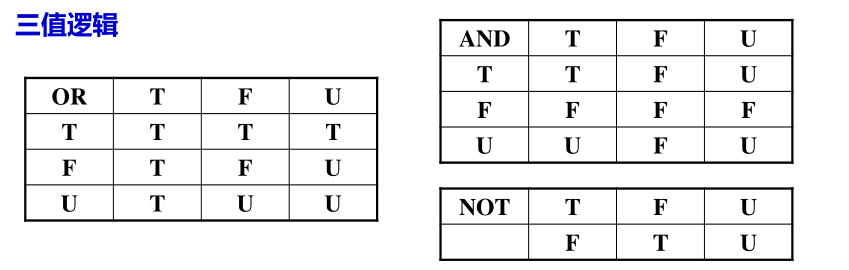 三值逻辑
OR T F U
T T T T
F T F U
U T U U
AND T F U
T T F U
F F F F
U U F U
NOT T F U
F T U